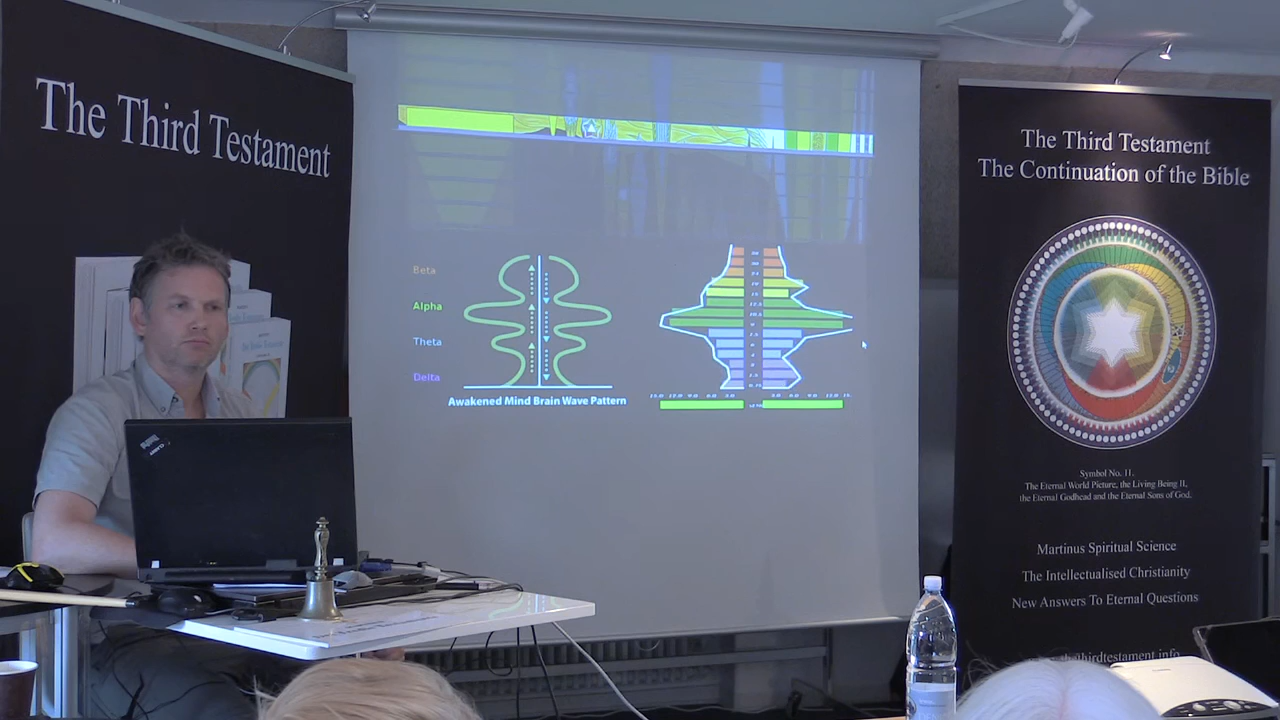 The Third Testament
Beta
Alpha
Theta
Delta
Awakened Mind Brain Wave Pattern
The Third Testament
The Continuation of the Bible
Symbol No. 11.
The Eternal World Picture, the Living Being II,
the Eternal Godhead and the Eternal Sons of God.
Martinus Spiritual Science
The Intellectualised Christianity
New Answers To Eternal Questions
thethirdtestament.info